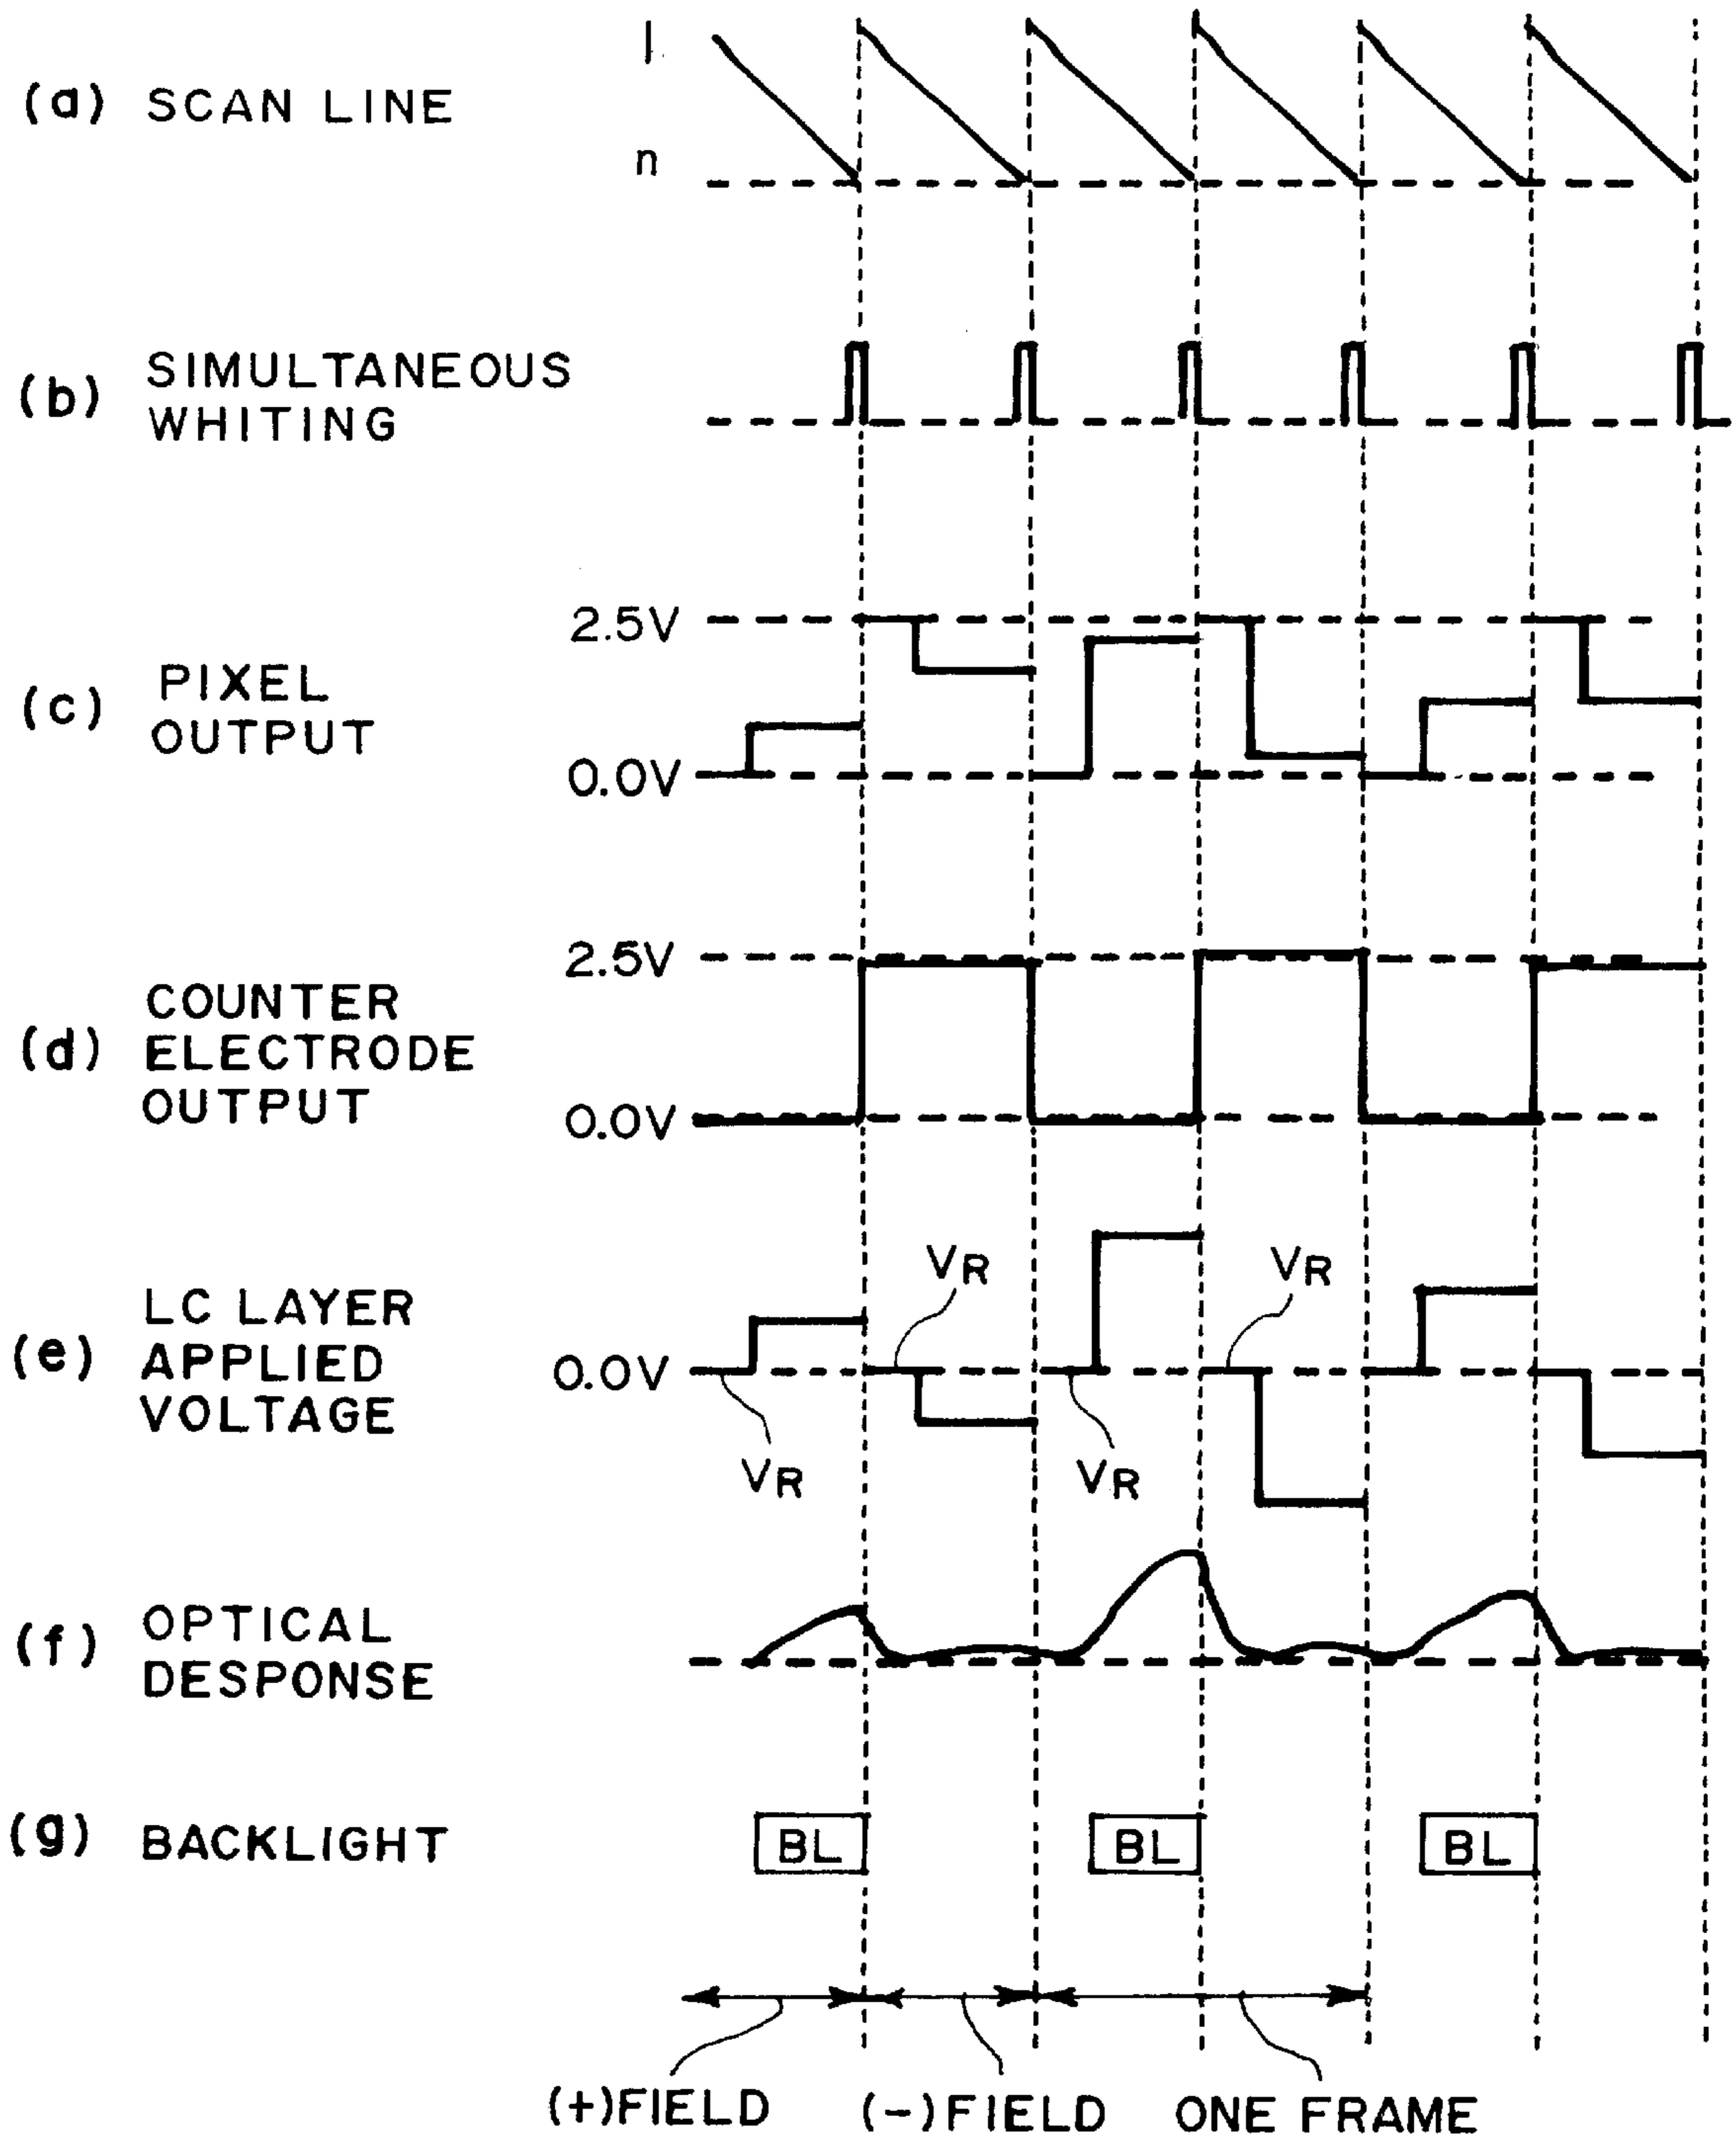 l
(a) SCAN LINE
n
(b) SIMULTANEOUS
WHITING
2.5V
(c) PIXEL
OUTPUT
0.0V
2.5V
(d) COUNTER
ELECTRODE
OUTPUT
0.0V
VR
VR
(e) LC LAYER
APPLIED
VOLTAGE
0.0V
VR
VR
(f) OPTICAL
DESPONSE
(g) BACKLIGHT
BL
BL
BL
(+)FIELD
(-)FIELD
ONE FRAME